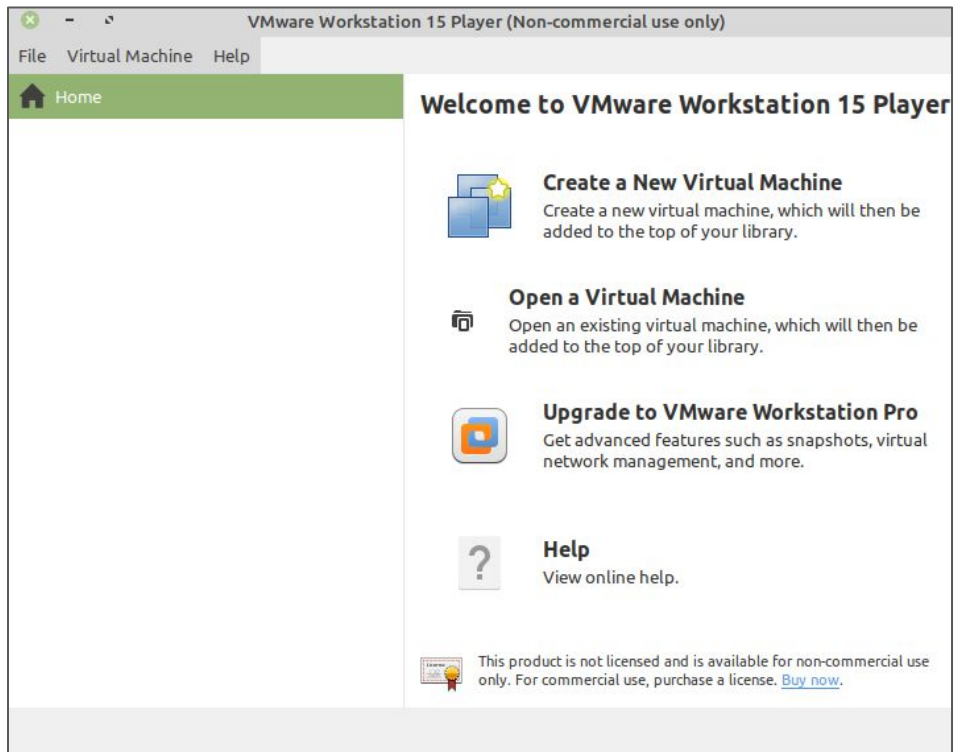 VMware Workstation 15 Player (Non-commercial use only)
File Virtual Machine Help
Home
Welcome to VMware Workstation 15 Player
Create a New Virtual Machine
Create a new virtual machine, which will then be
added to the top of your library.
Open a Virtual Machine
Open an existing virtual machine, which will then be
added to the top of your library.
Upgrade to VMware Workstation Pro
Get advanced features such as snapshots, virtual
network management, and more.
?
Help
View online help.
This product is not licensed and is available for non-commercial use
only. For commercial use, purchase a license. Buy now.